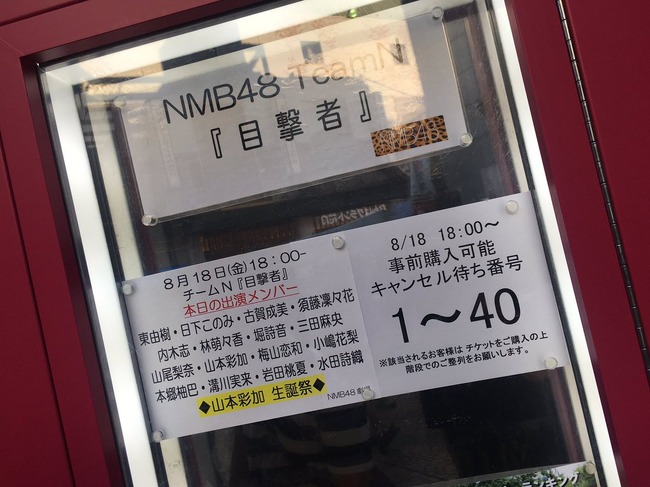 NMB48 TeamN
『目撃者』
NMB48
8月18日(金)18:00-
チームN『目撃者』
本日の出演メンバー
東由樹・日下このみ・古賀成美・須藤凜々花
内木志・林萌々香・堀詩音・三田麻央
山尾梨奈・山本彩加・梅山恋和・小嶋花梨
本郷柚巴・溝川実来・岩田桃夏・水田詩織
◆山本彩加 生誕祭◆
NMB48 劇場
8/18 18:00～
事前購入可能
キャンセル待ち番号
1～40
※該当されるお客様は チケットをご購入の上
階段でのご整列をお願いします。
ランキング